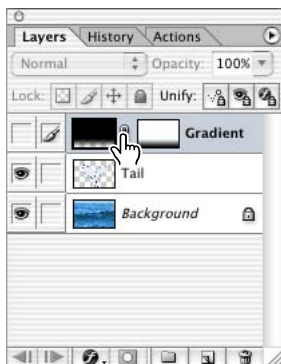 Layers History Actions
Normal Opacity: 100%
Lock: Unify:
Gradient
Tail
Background